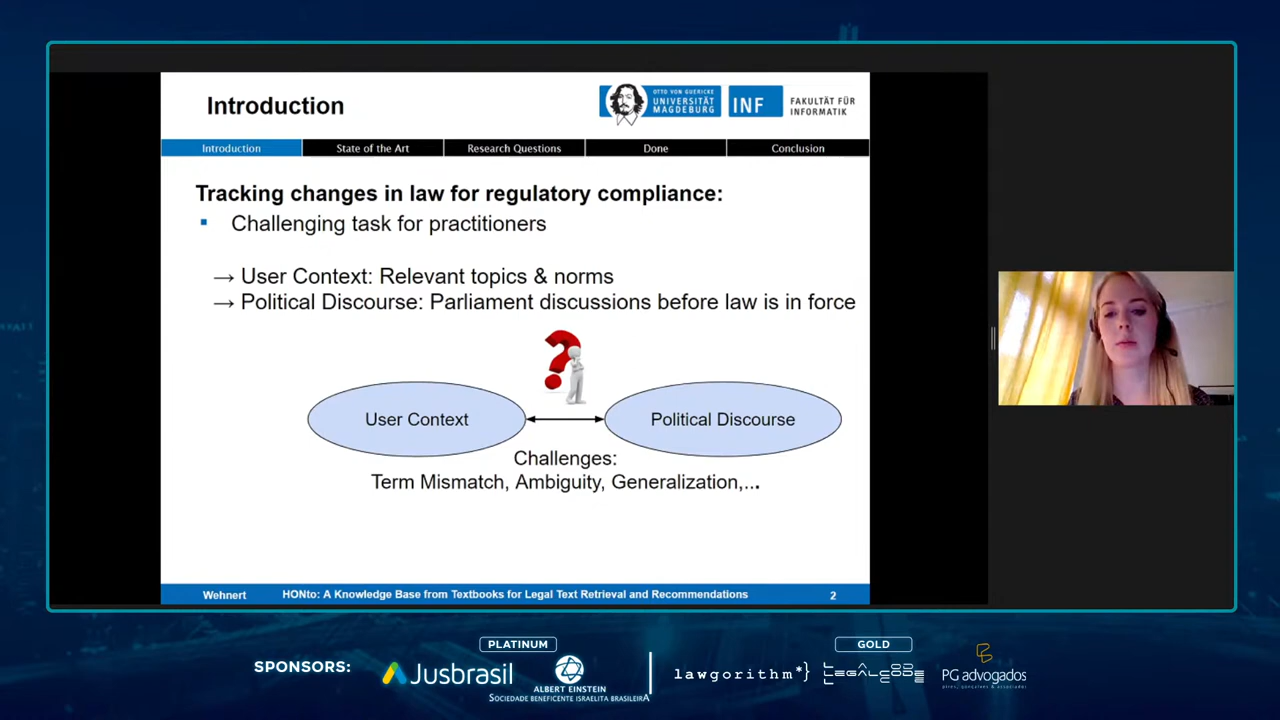 Introduction
OTTO VON GUERICKE
UNIVERSITÄT
MAGDEBURG
INF
FAKULTÄT FÜR
INFORMATIK
Introduction
State of the Art
Research Questions
Done
Conclusion
Tracking changes in law for regulatory compliance:
Challenging task for practitioners
→ User Context: Relevant topics & norms
→ Political Discourse: Parliament discussions before law is in force
?
User Context
Political Discourse
Challenges:
Term Mismatch, Ambiguity, Generalization,...
Wehnert
HONto: A Knowledge Base from Textbooks for Legal Text Retrieval and Recommendations
2
PLATINUM
GOLD
SPONSORS:
Jusbrasil
ALBERT EINSTEIN
SOCIEDADE BENEFICENTE ISRAELITA BRASILEIRA
lawgorithm*}
LEGALCODE
PG advogados